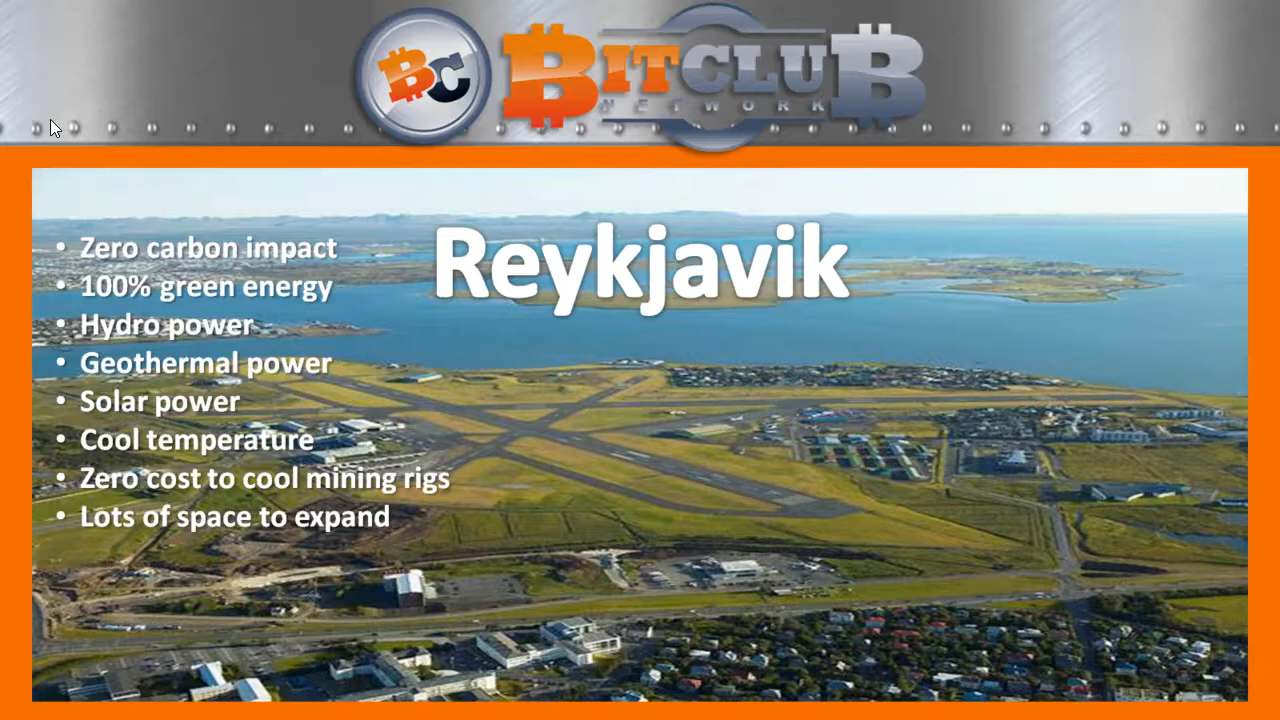 BC BITCLUB
NETWORK
Reykjavik
• Zero carbon impact
• 100% green energy
• Hydro power
• Geothermal power
• Solar power
• Cool temperature
• Zero cost to cool mining rigs
• Lots of space to expand